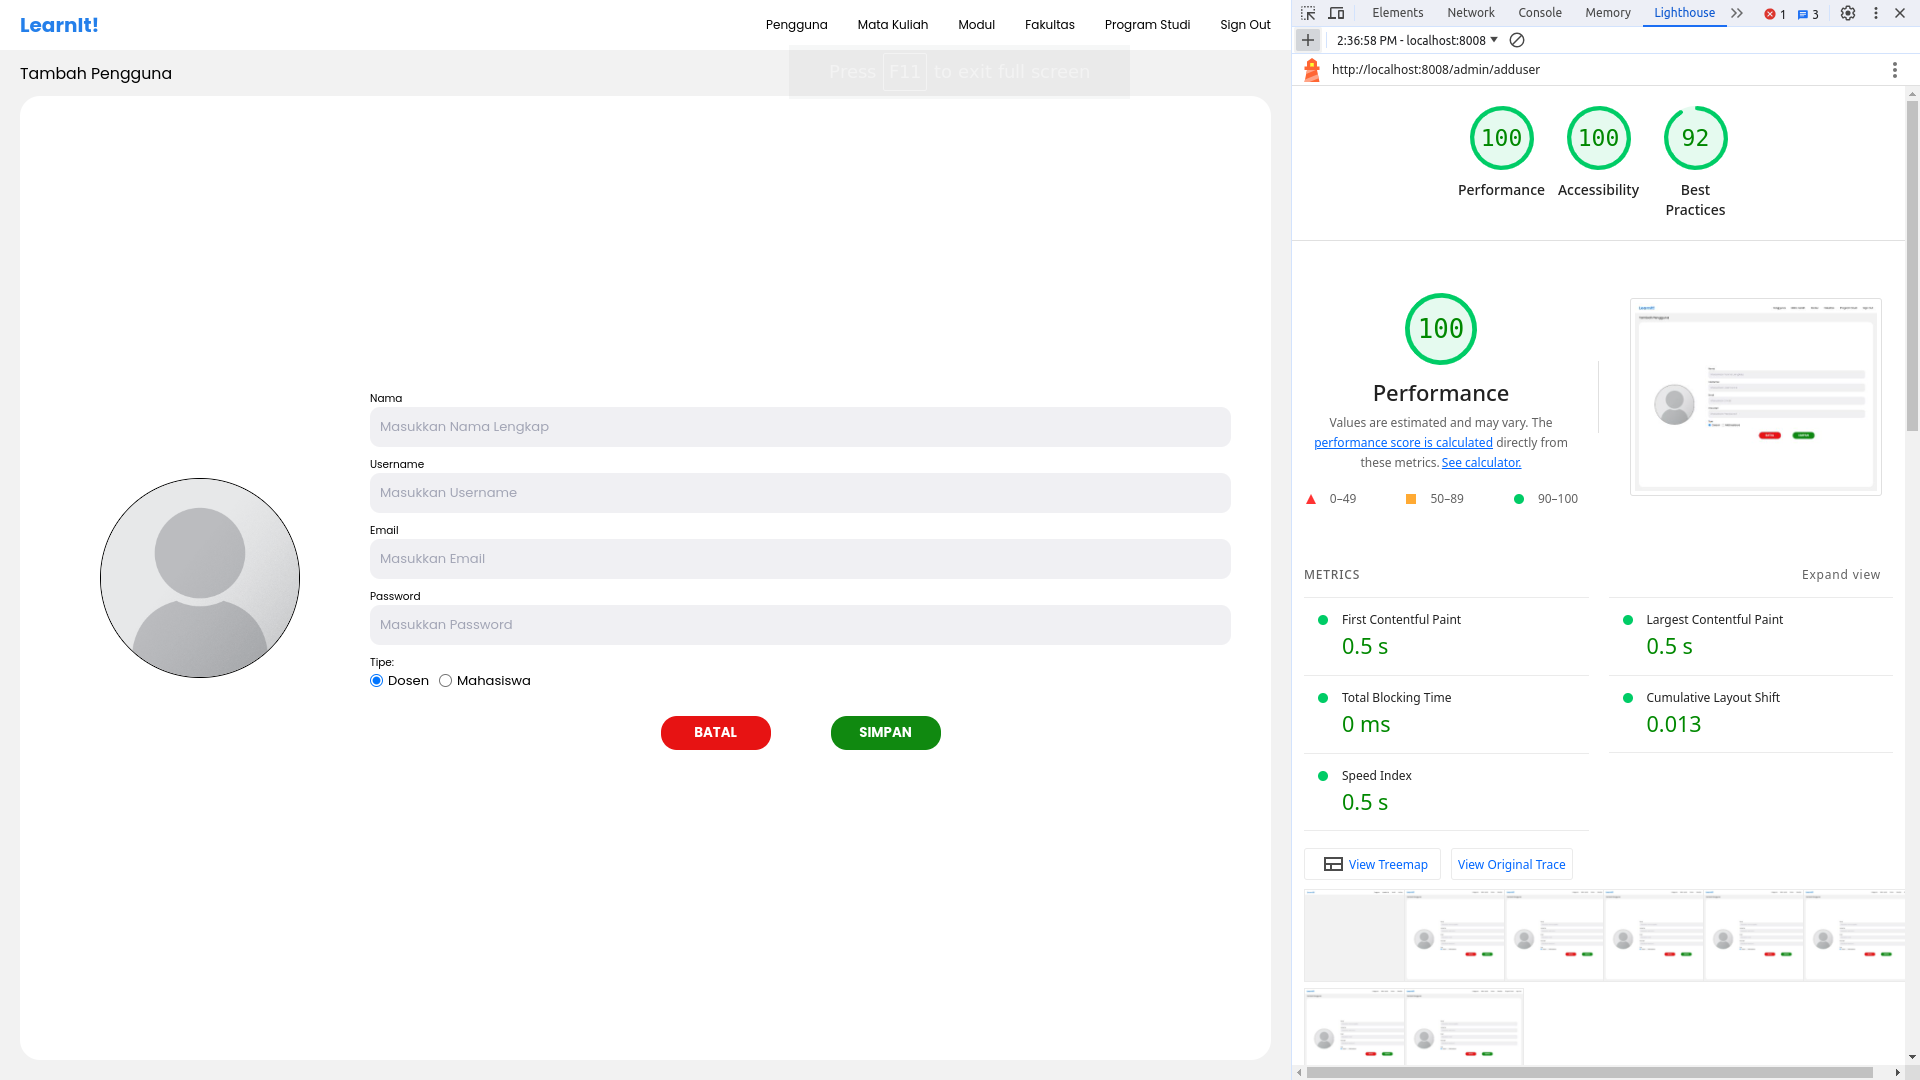 LearnIt!
Pengguna Mata Kuliah Modul Fakultas Program Studi Sign Out
Press F11 to exit full screen
Tambah Pengguna
Nama
Masukkan Nama Lengkap
Username
Masukkan Username
Email
Masukkan Email
Password
Masukkan Password
Tipe:
Dosen Mahasiswa
BATAL SIMPAN
Elements Network Console Memory Lighthouse 1 3
2:36:58 PM - localhost:8008
http://localhost:8008/admin/adduser
100 100 92
Performance Accessibility Best
Practices
100
Performance
Values are estimated and may vary. The
performance score is calculated directly from
these metrics. See calculator.
0–49 50–89 90–100
METRICS Expand view
First Contentful Paint Largest Contentful Paint
0.5 s 0.5 s
Total Blocking Time Cumulative Layout Shift
0 ms 0.013
Speed Index
0.5 s
View Treemap View Original Trace